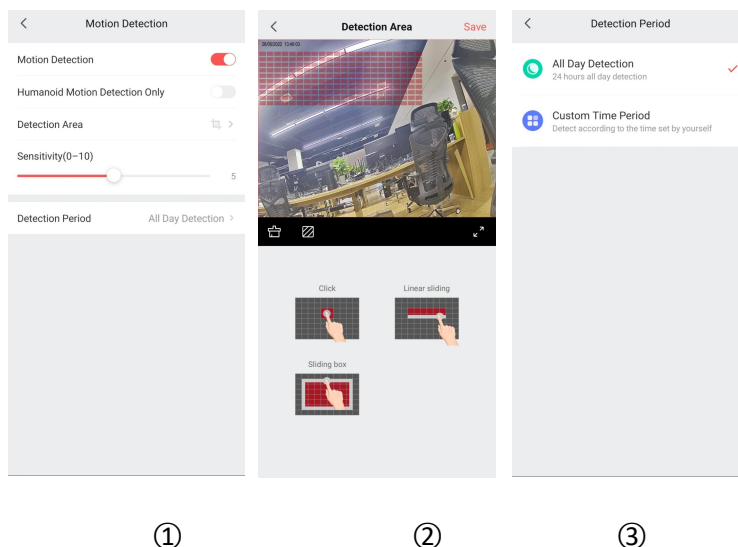 Motion Detection
Motion Detection
Humanoid Motion Detection Only
Detection Area
Sensitivity(0–10)
5
Detection Period
All Day Detection
①
Detection Area
Save
Click
Linear sliding
Sliding box
②
Detection Period
All Day Detection
24 hours all day detection
Custom Time Period
Detect according to the time set by yourself
③